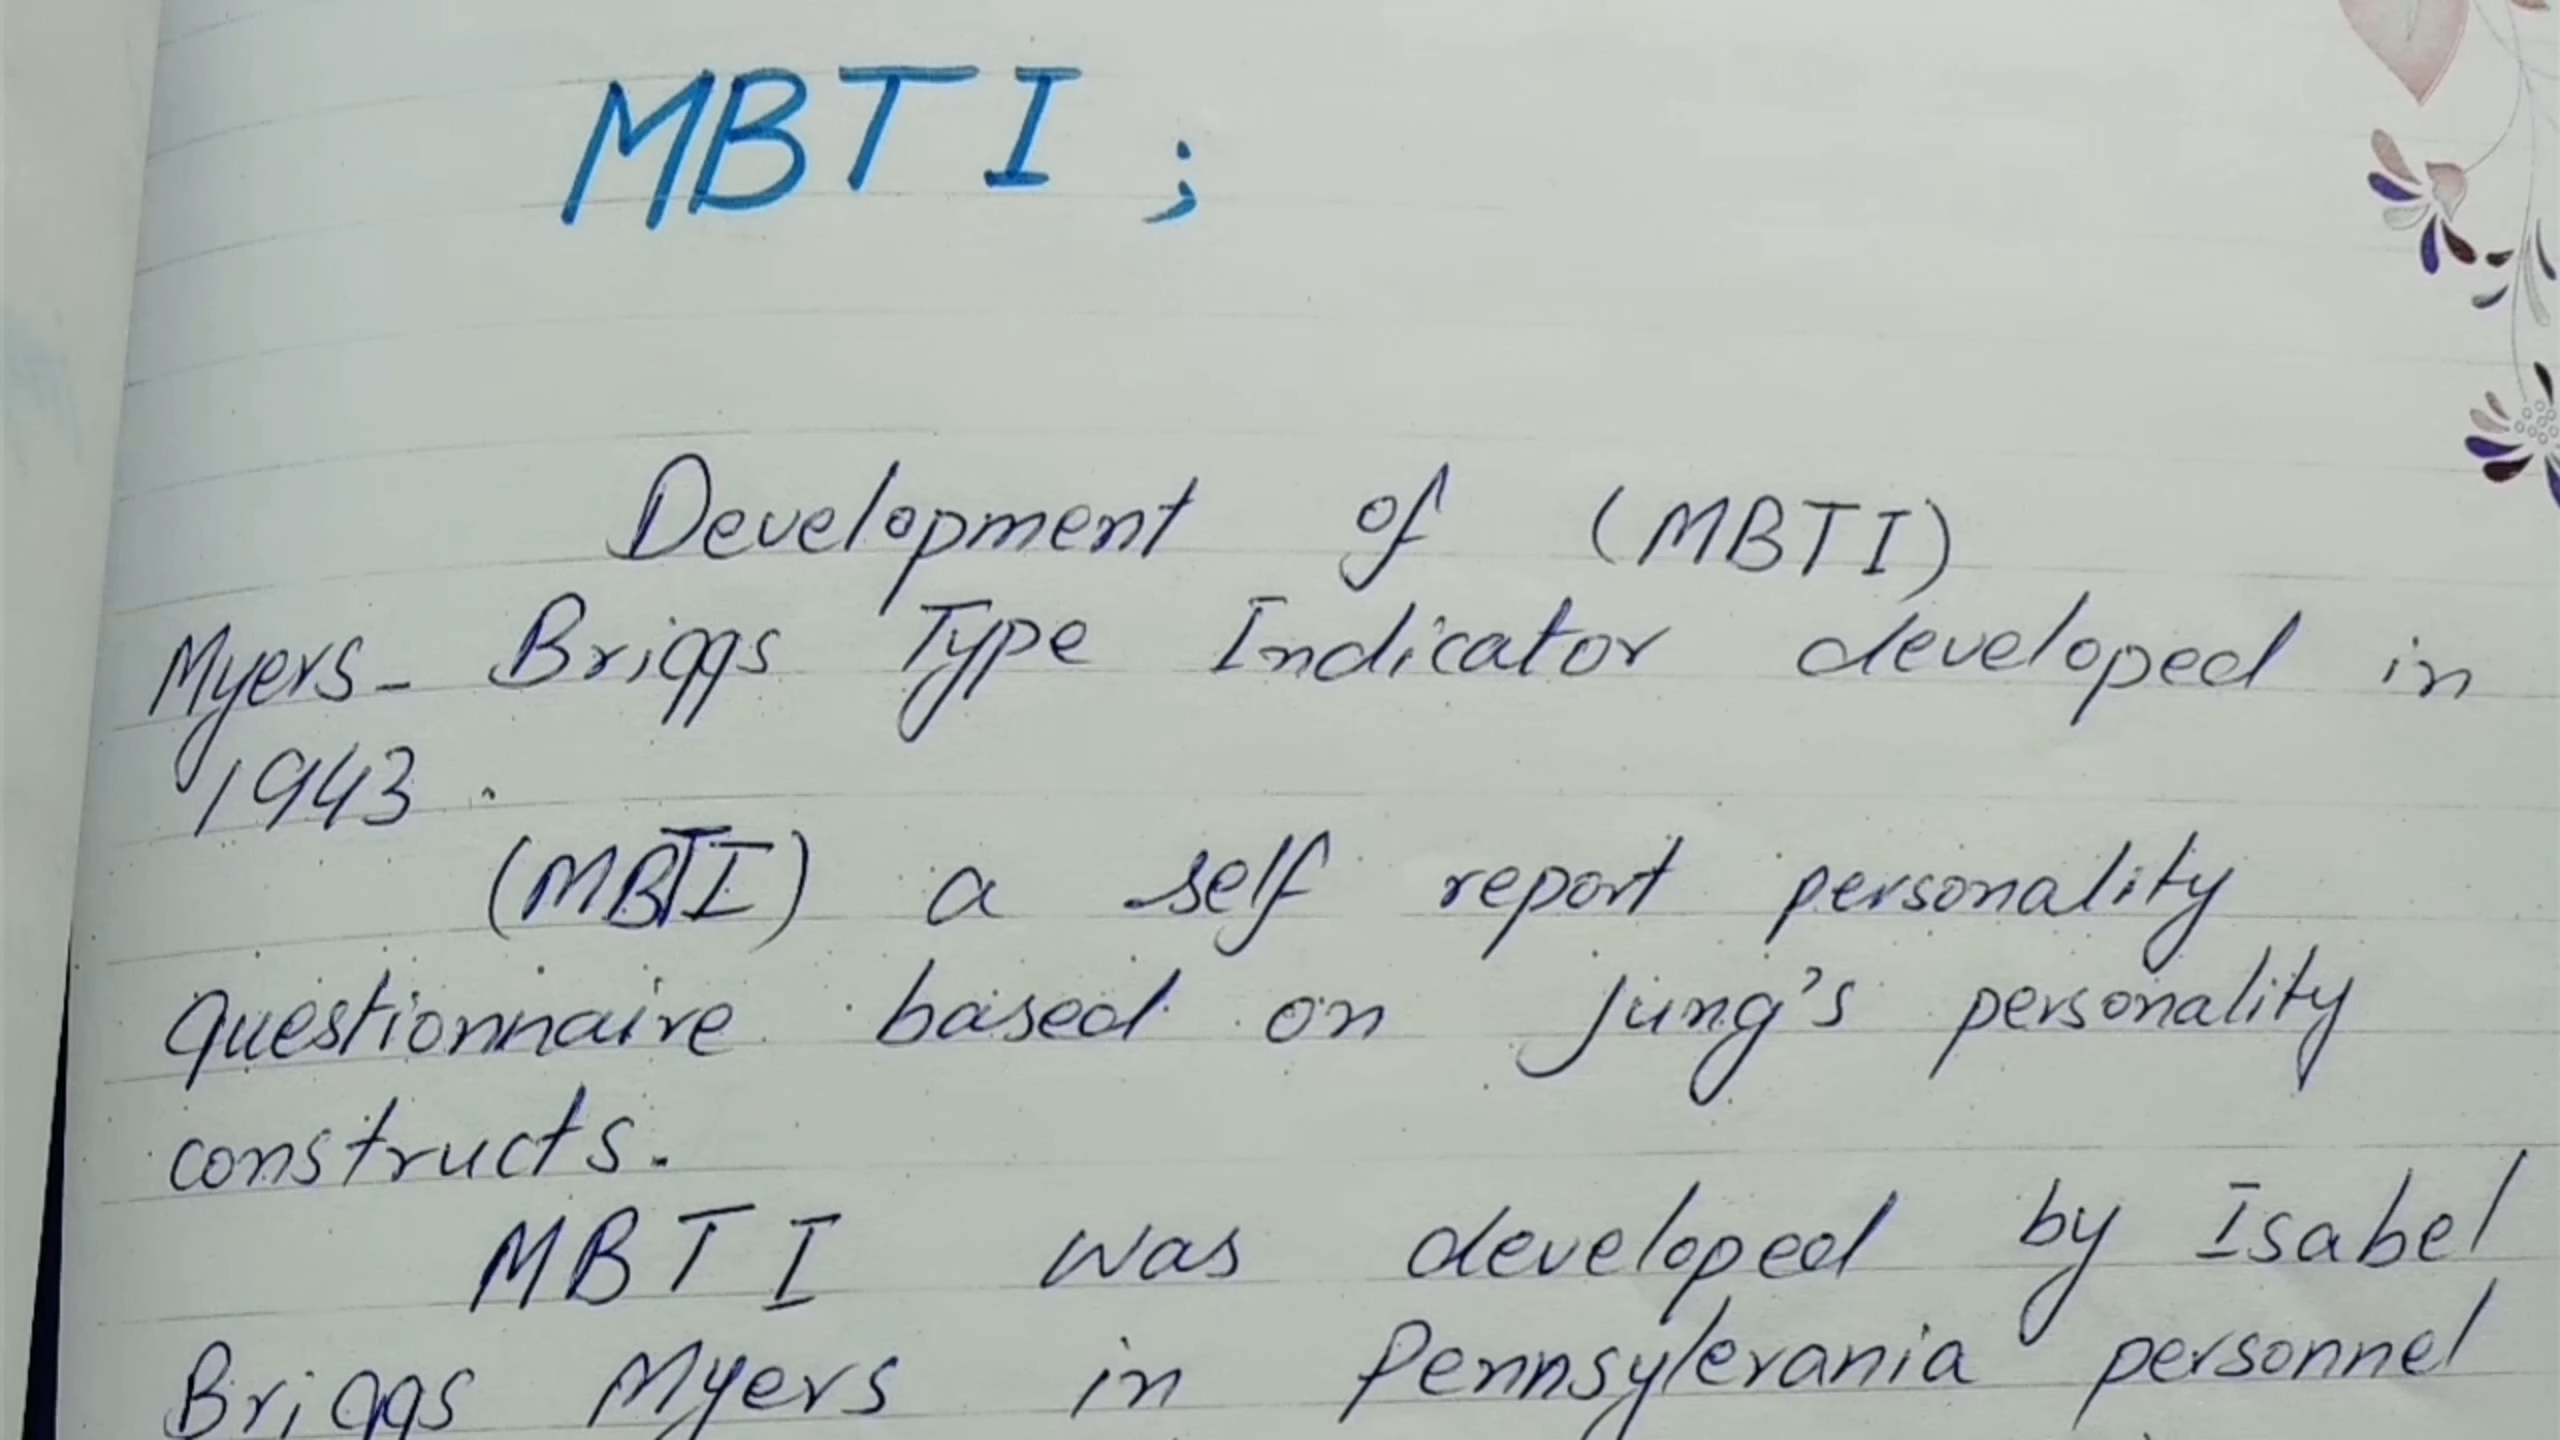 MBTI ;
Development of (MBTI)
Myers- Briggs Type Indicator developed in
1943.
(MBTI) a self report personality
Questionnaire based on Jung's personality
constructs.
MBTI was developed by Isabel
Briggs Myers in Pennsylevania personnel